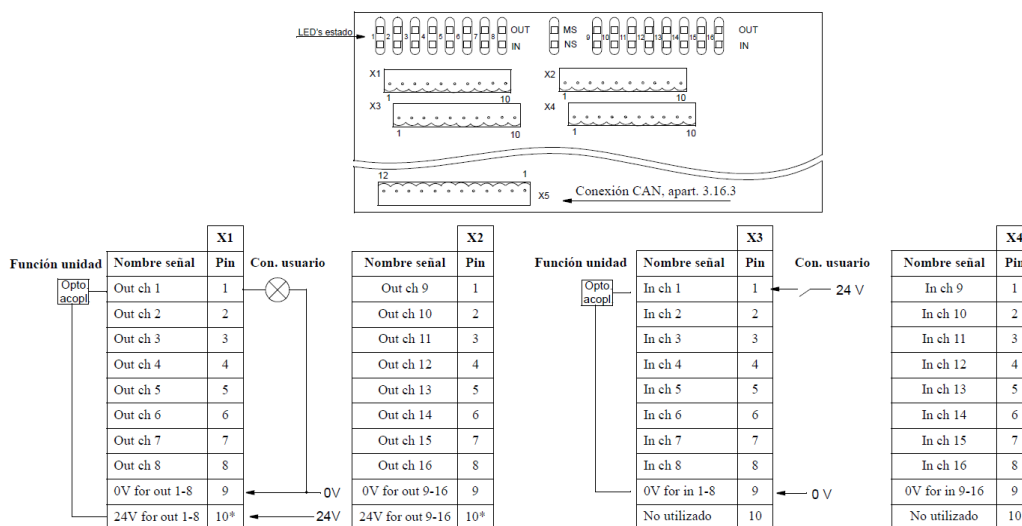 LED's estado
1 2 3 4 5 6 7 8
OUT
IN
MS
NS
9 10 11 12 13 14 15 16
OUT
IN
X1
1 10
X2
1 10
X3
1 10
X4
1 10
12 1
X5
Conexión CAN, apart. 3.16.3
X1
Función unidad Nombre señal Pin Con. usuario
Opto. acopl
Out ch 1 1
Out ch 2 2
Out ch 3 3
Out ch 4 4
Out ch 5 5
Out ch 6 6
Out ch 7 7
Out ch 8 8
0V for out 1-8 9 0V
24V for out 1-8 10* 24V
X2
Nombre señal Pin
Out ch 9 1
Out ch 10 2
Out ch 11 3
Out ch 12 4
Out ch 13 5
Out ch 14 6
Out ch 15 7
Out ch 16 8
0V for out 9-16 9
24V for out 9-16 10*
X3
Función unidad Nombre señal Pin Con. usuario
Opto. acopl
In ch 1 1 24 V
In ch 2 2
In ch 3 3
In ch 4 4
In ch 5 5
In ch 6 6
In ch 7 7
In ch 8 8
0V for in 1-8 9 0 V
No utilizado 10
X4
Nombre señal Pin
In ch 9 1
In ch 10 2
In ch 11 3
In ch 12 4
In ch 13 5
In ch 14 6
In ch 15 7
In ch 16 8
0V for in 9-16 9
No utilizado 10